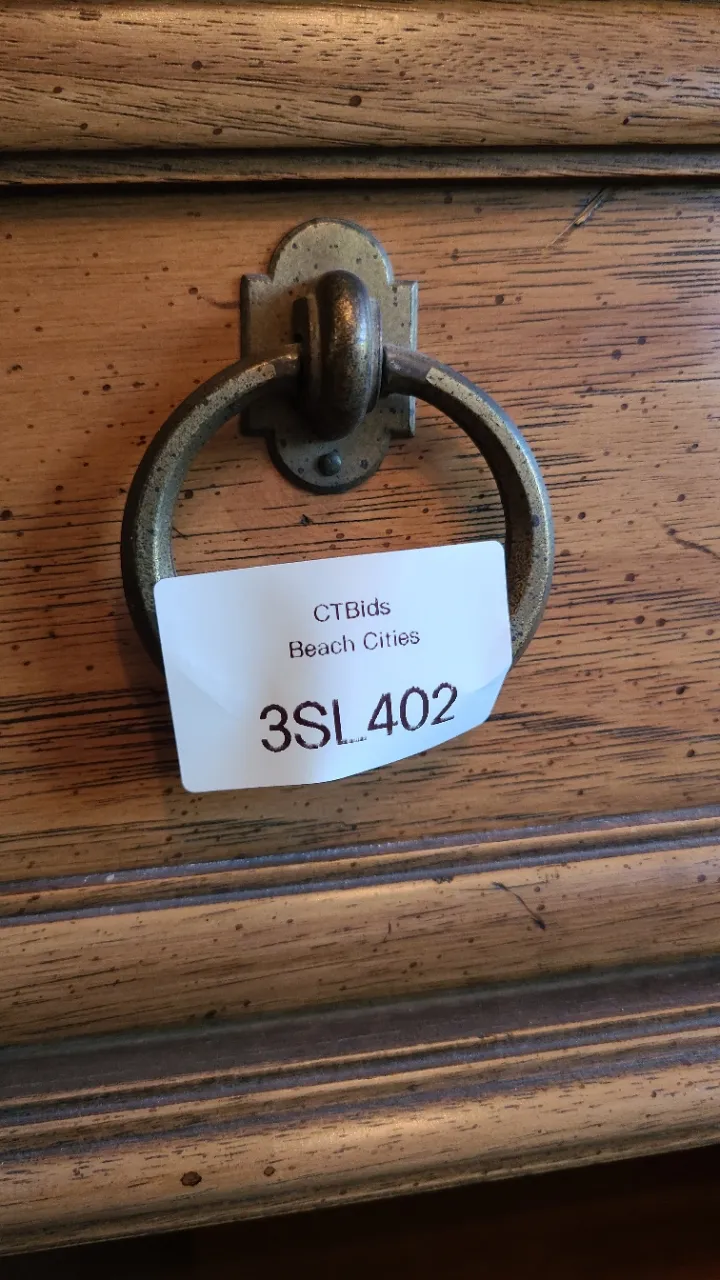 CTBids
Beach Cities
3SL402